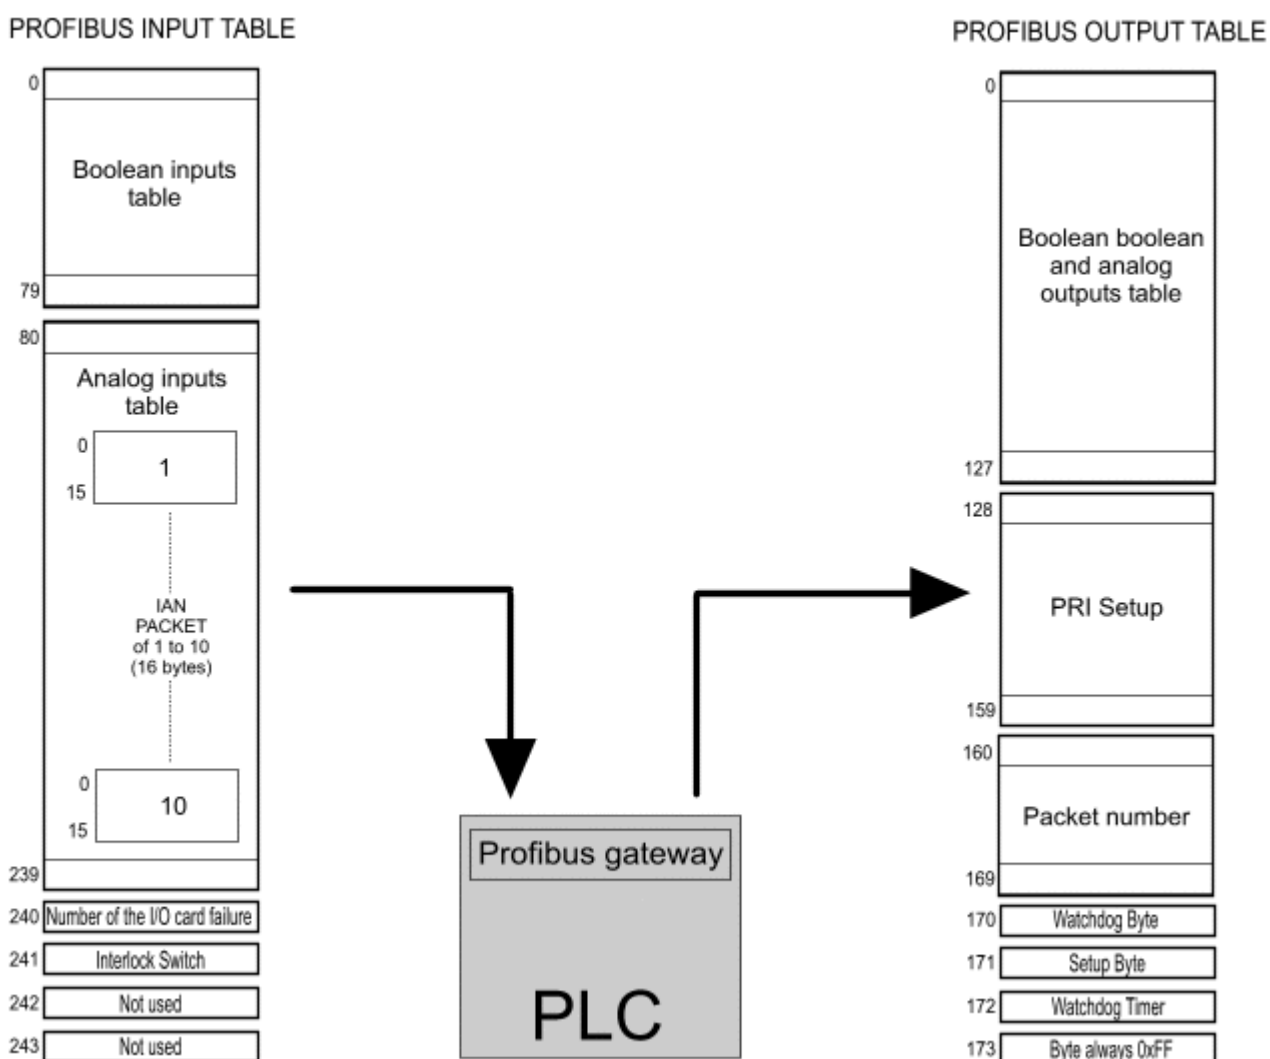 PROFIBUS INPUT TABLE
0
Boolean inputs
table
79
80
Analog inputs
table
0
1
15
IAN
PACKET
of 1 to 10
(16 bytes)
0
10
15
239
240 Number of the I/O card failure
241 Interlock Switch
242 Not used
243 Not used
Profibus gateway
PLC
PROFIBUS OUTPUT TABLE
0
Boolean boolean
and analog
outputs table
127
128
PRI Setup
159
160
Packet number
169
170 Watchdog Byte
171 Setup Byte
172 Watchdog Timer
173 Byte always 0xFF